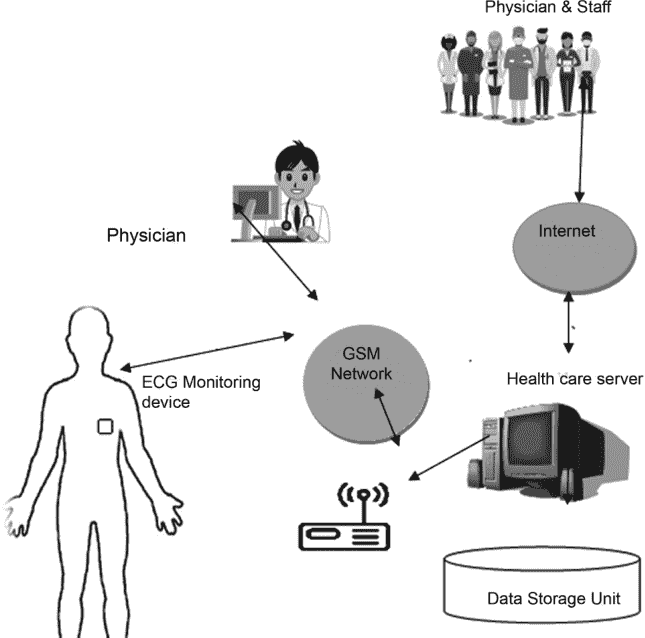 Physician & Staff
Physician
Internet
GSM
Network
ECG Monitoring
device
Health care server
Data Storage Unit